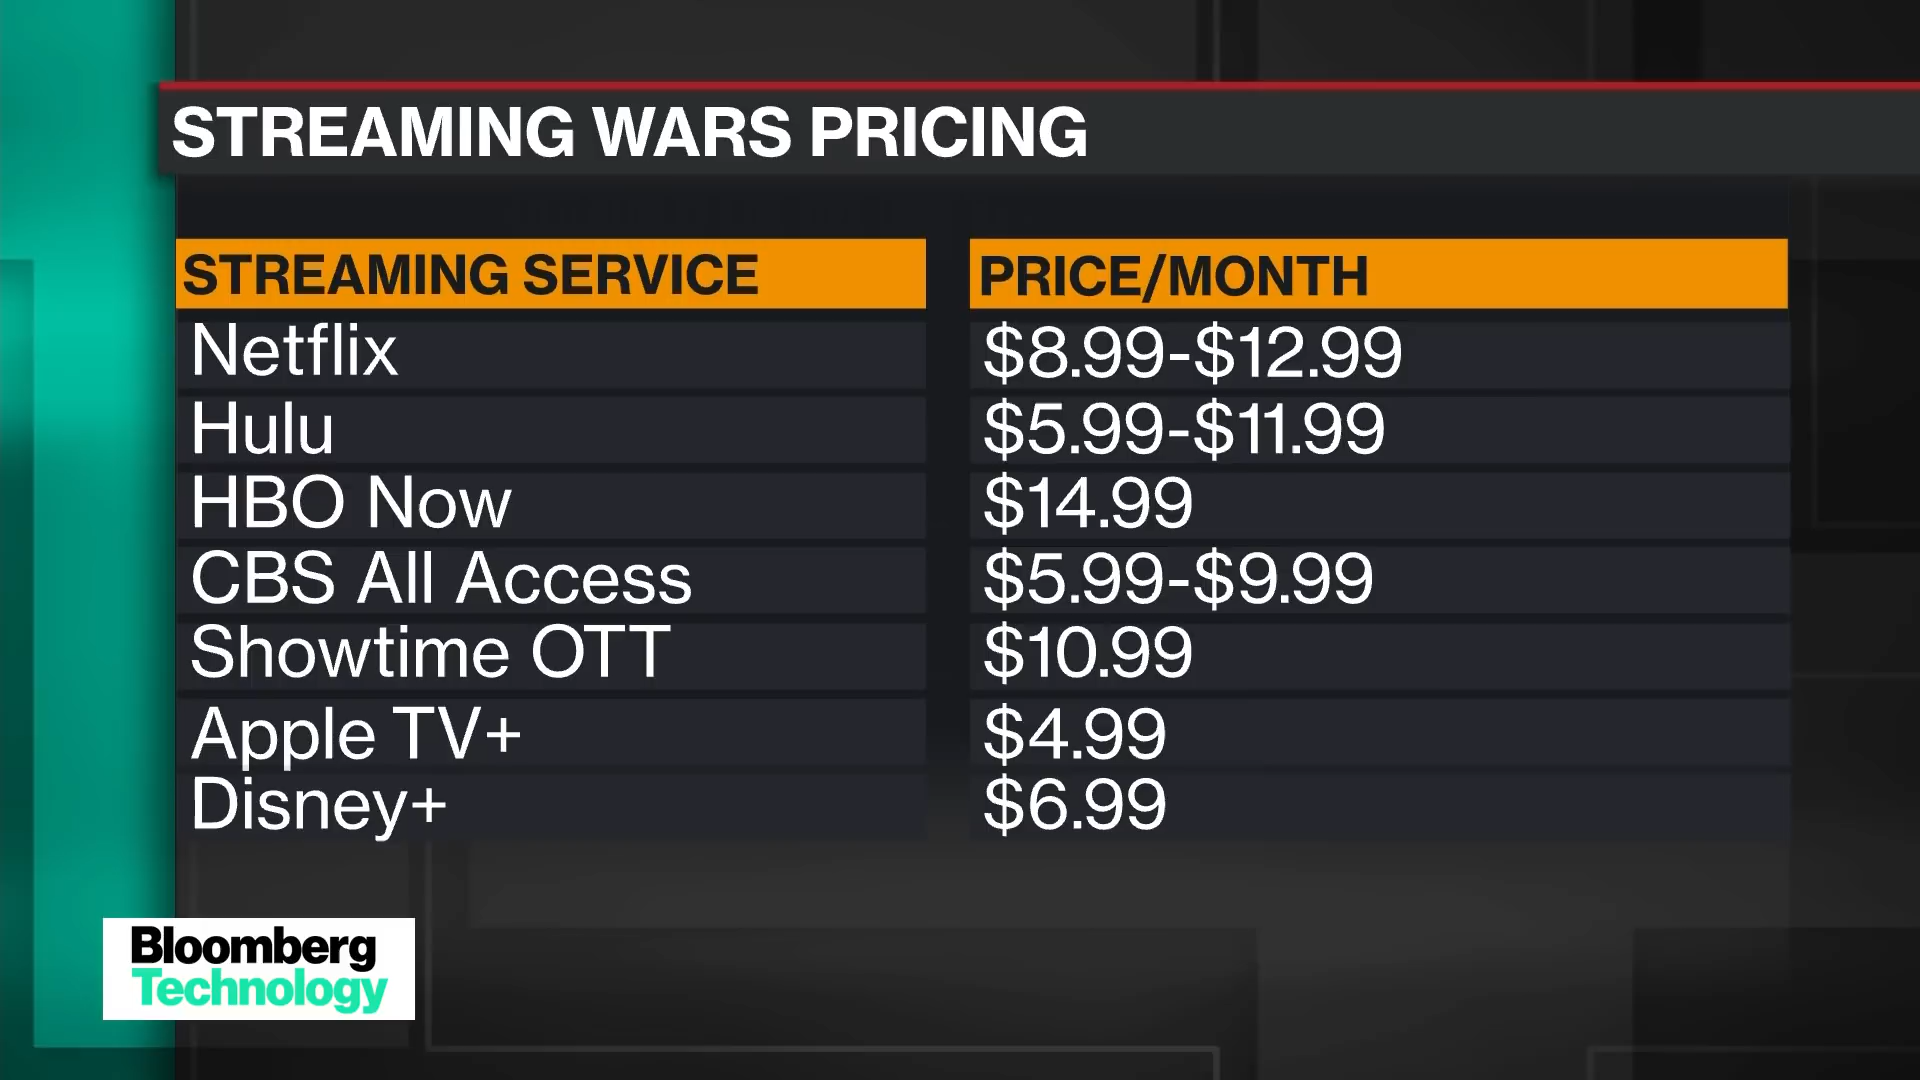 STREAMING WARS PRICING
STREAMING SERVICE PRICE/MONTH
Netflix $8.99-$12.99
Hulu $5.99-$11.99
HBO Now $14.99
CBS All Access $5.99-$9.99
Showtime OTT $10.99
Apple TV+ $4.99
Disney+ $6.99
Bloomberg
Technology